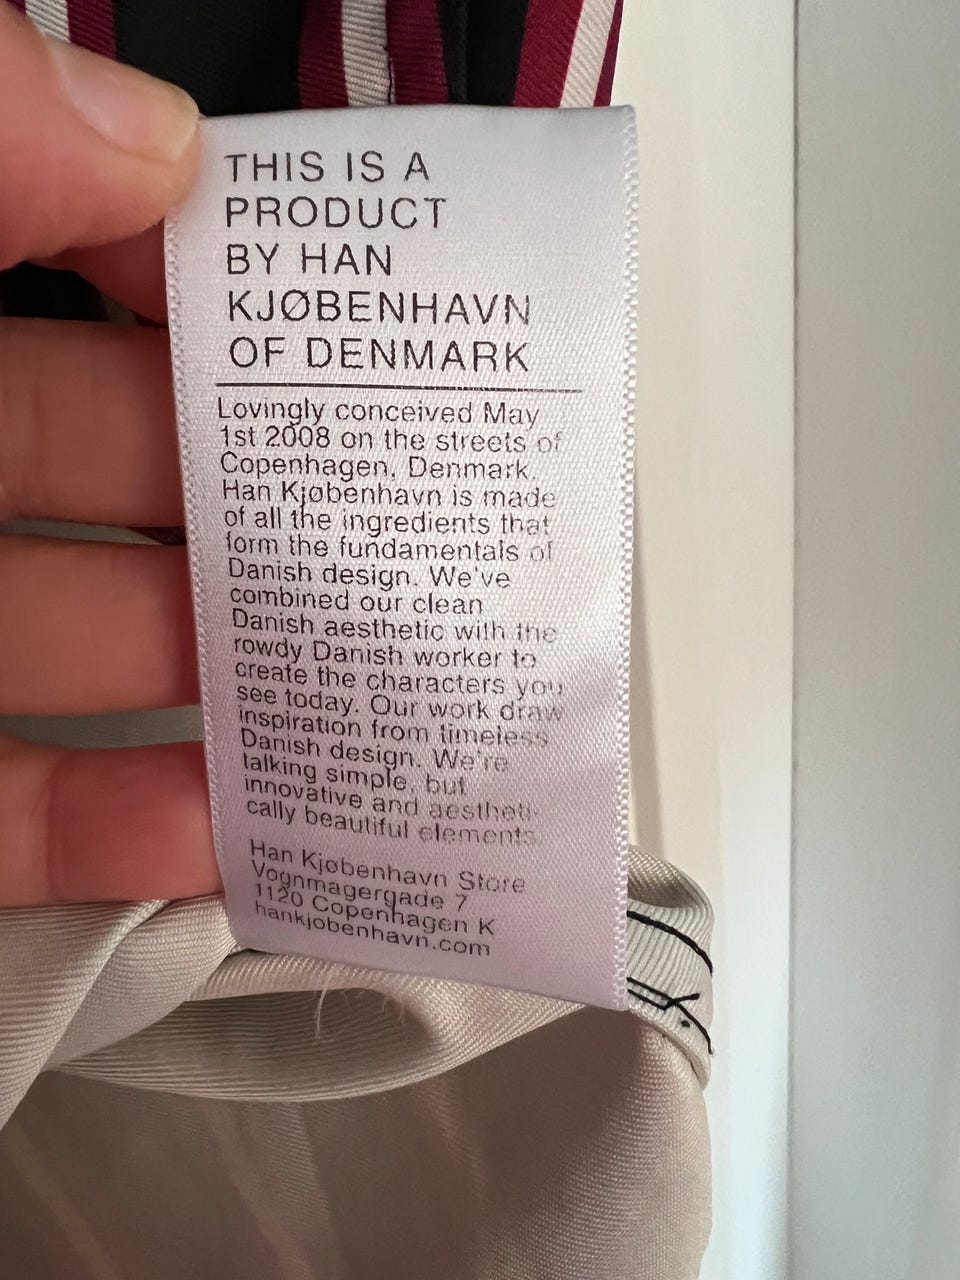 THIS IS A
PRODUCT
BY HAN
KJØBENHAVN
OF DENMARK
Lovingly conceived May
1st 2008 on the streets of
Copenhagen, Denmark.
Han Kjøbenhavn is made
of all the ingredients that
form the fundamentals of
Danish design. We've
combined our clean
Danish aesthetic with the
rowdy Danish worker to
create the characters you
see today. Our work draw
inspiration from timeless
Danish design. We're
talking simple, but
innovative and aestheti-
cally beautiful elements.
Han Kjøbenhavn Store
Vognmagergade 7
1120 Copenhagen K
hankjobenhavn.com